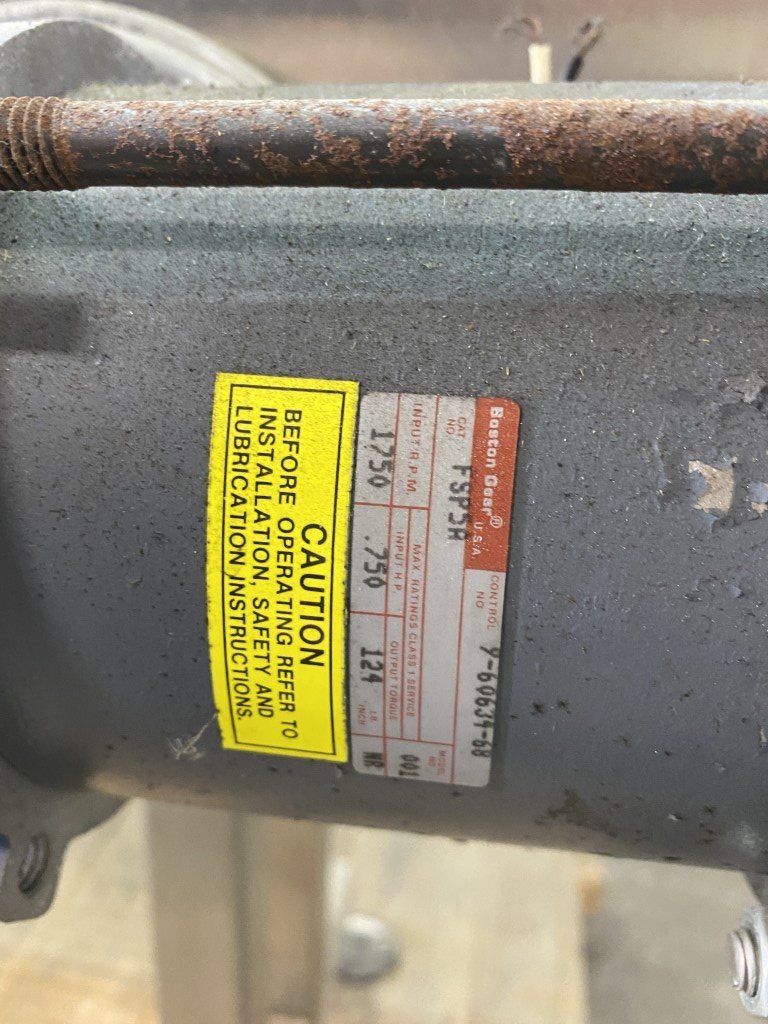 CAUTION
BEFORE OPERATING REFER TO
INSTALLATION, SAFETY AND
LUBRICATION INSTRUCTIONS.
Boston Gear® U.S.A.
CONTROL NO 9-60634-68
CAT NO
MAX. RATINGS CLASS 1 SERVICE
MODEL NO 001
INPUT R.P.M. INPUT H.P. OUTPUT TORQUE
1750 .750 124 LB. INCH NR